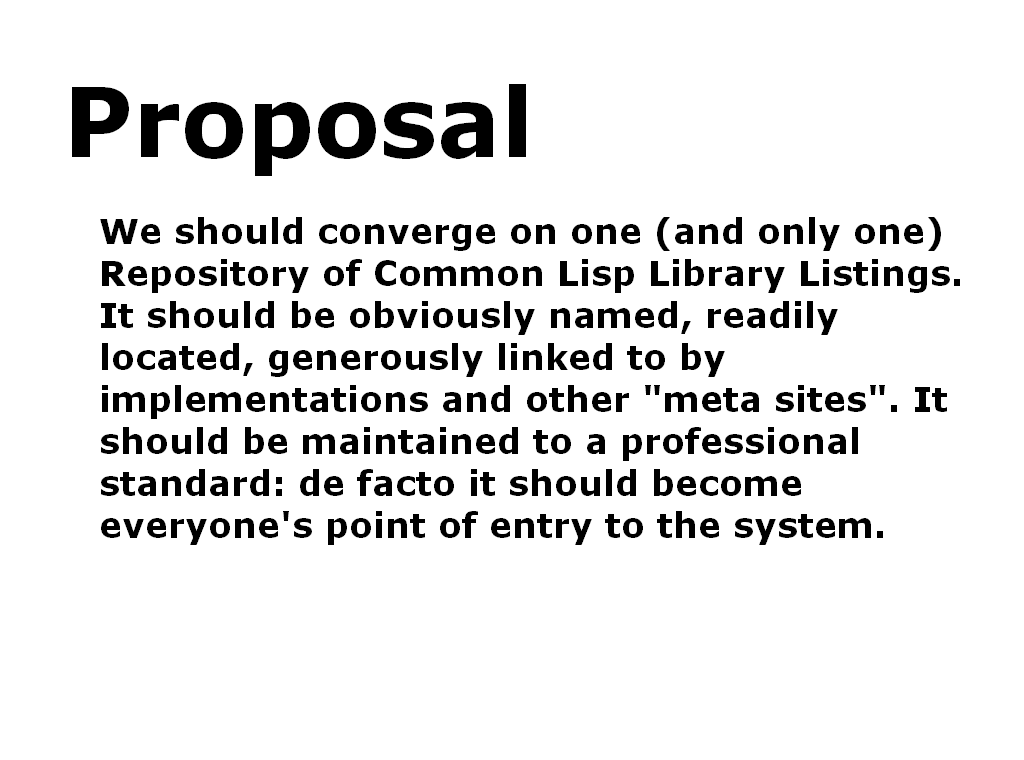 Proposal
We should converge on one (and only one)
Repository of Common Lisp Library Listings.
It should be obviously named, readily
located, generously linked to by
implementations and other "meta sites". It
should be maintained to a professional
standard: de facto it should become
everyone's point of entry to the system.